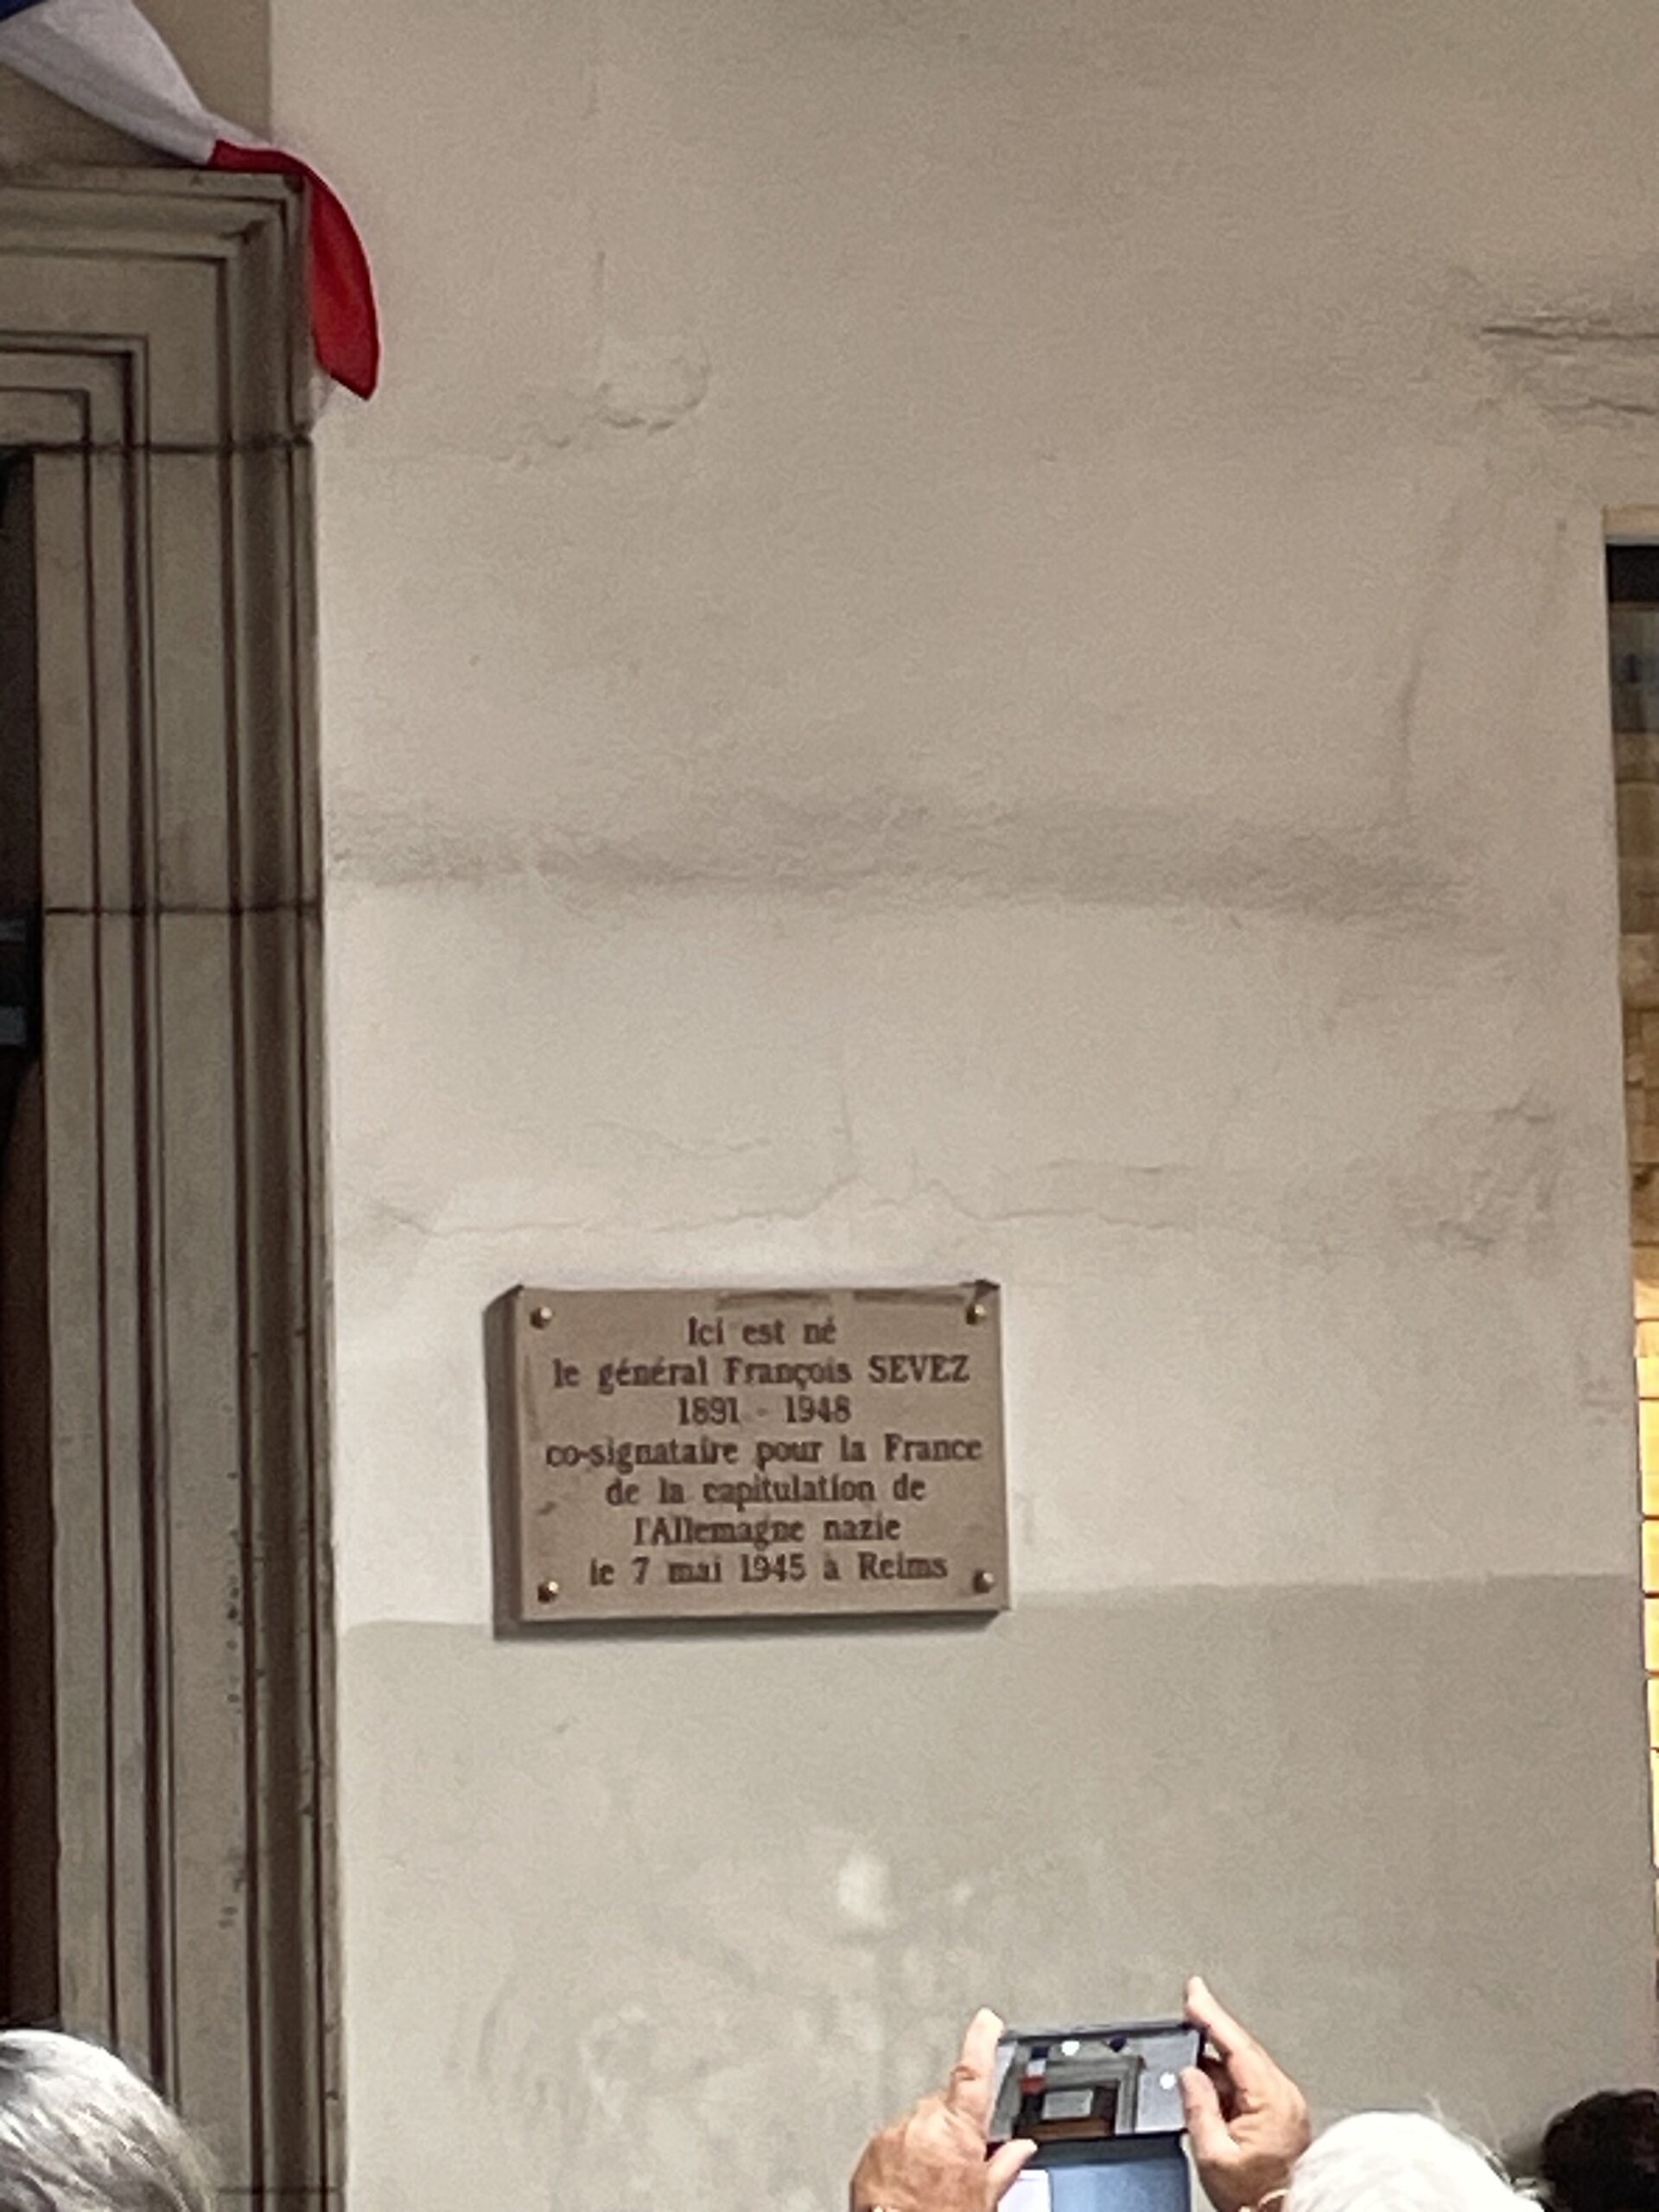 Ici est né
le général François SEVEZ
1891 - 1948
co-signataire pour la France
de la capitulation de
l'Allemagne nazie
le 7 mai 1945 à Reims